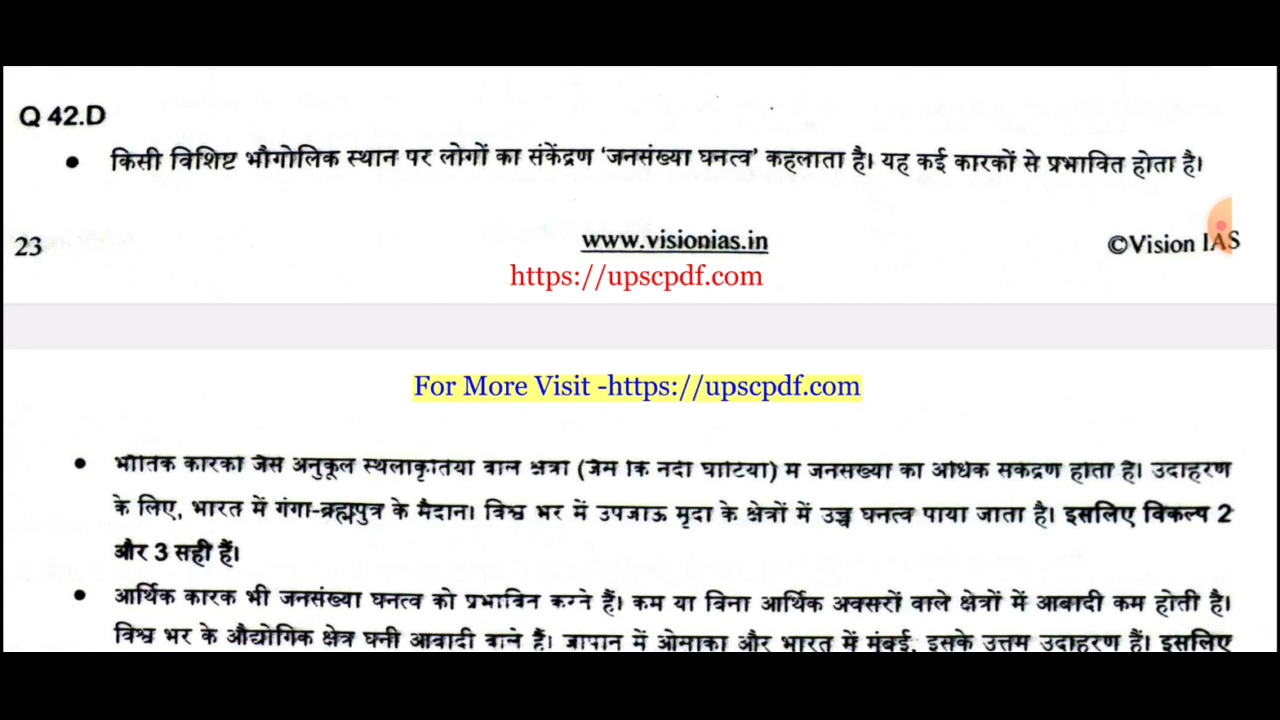 Q 42.D
• किसी विशिष्ट भौगोलिक स्थान पर लोगों का संकेंद्रण 'जनसंख्या घनत्व' कहलाता है। यह कई कारकों से प्रभावित होता है।
23 www.visionias.in ©Vision IAS
https://upscpdf.com
For More Visit -https://upscpdf.com
• भौतिक कारकों जैसे अनुकूल स्थलाकृतियों वाले क्षेत्रों (जैसे कि नदी घाटियों) में जनसंख्या का अधिक संकेंद्रण होता है। उदाहरण
के लिए, भारत में गंगा-ब्रह्मपुत्र के मैदान। विश्व भर में उपजाऊ मृदा के क्षेत्रों में उच्च घनत्व पाया जाता है। इसलिए विकल्प 2
और 3 सही हैं।
• आर्थिक कारक भी जनसंख्या घनत्व को प्रभावित करते हैं। कम या बिना आर्थिक अवसरों वाले क्षेत्रों में आबादी कम होती है।
विश्व भर के औद्योगिक क्षेत्र घनी आबादी वाले हैं। जापान में ओसाका और भारत में मुंबई, इसके उत्तम उदाहरण हैं। इसलिए